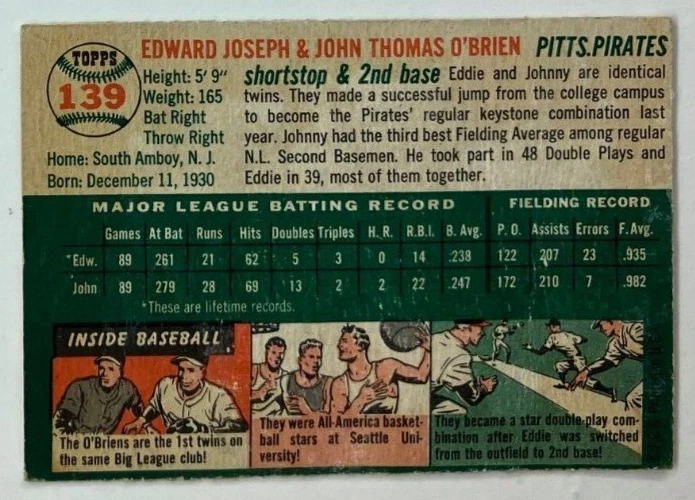 TOPPS
139
EDWARD JOSEPH & JOHN THOMAS O'BRIEN PITTS.PIRATES
Height: 5' 9"
Weight: 165
Bat Right
Throw Right
Home: South Amboy, N. J.
Born: December 11, 1930
shortstop & 2nd base Eddie and Johnny are identical
twins. They made a successful jump from the college campus
to become the Pirates' regular keystone combination last
year. Johnny had the third best Fielding Average among regular
N.L. Second Basemen. He took part in 48 Double Plays and
Eddie in 39, most of them together.
MAJOR LEAGUE BATTING RECORD FIELDING RECORD
Games At Bat Runs Hits Doubles Triples H. R. R.B.I. B. Avg. P. O. Assists Errors F. Avg.
*Edw. 89 261 21 62 5 3 0 14 .238 122 207 23 .935
John 89 279 28 69 13 2 2 22 .247 172 210 7 .982
*These are lifetime records.
INSIDE BASEBALL
The O'Briens are the 1st twins on
the same Big League club!
They were All-America basket-
ball stars at Seattle Uni-
versity!
They became a star double-play com-
bination after Eddie was switched
from the outfield to 2nd base!